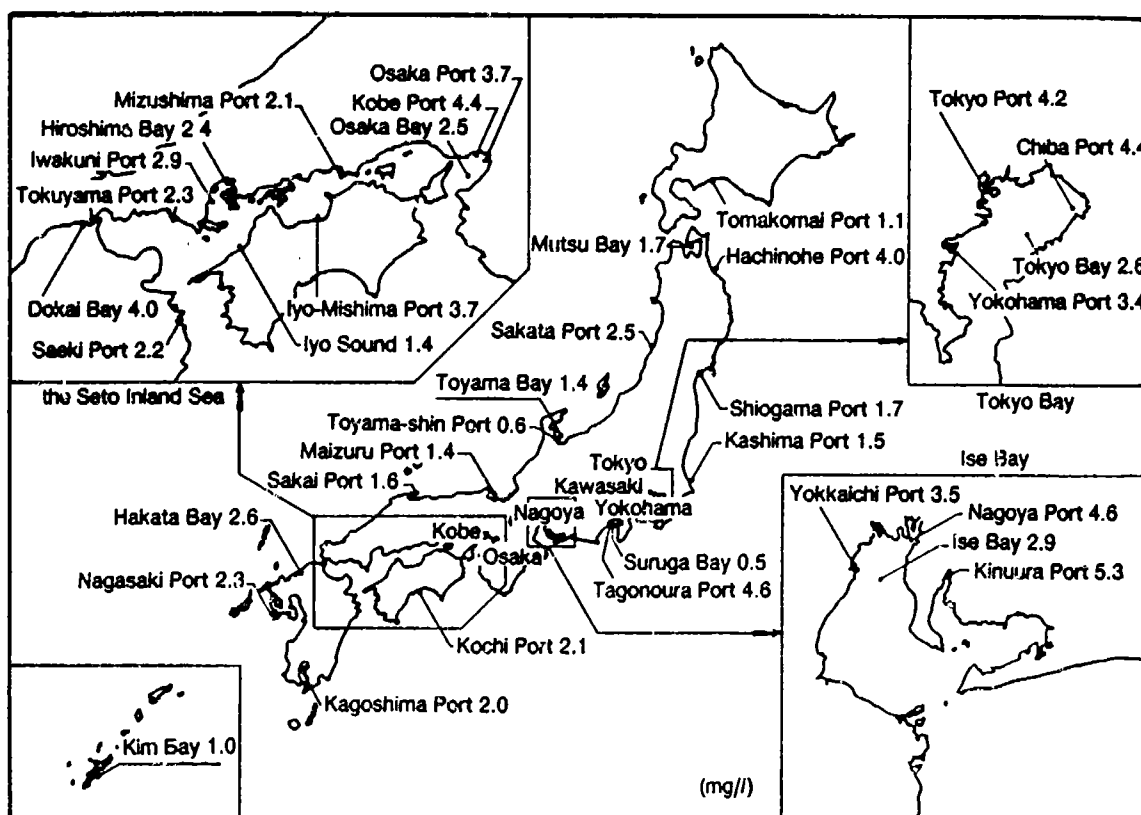 Osaka Port 3.7
Mizushima Port 2.1
Kobe Port 4.4
Hiroshima Bay 2.4
Osaka Bay 2.5
Iwakuni Port 2.9
Tokuyama Port 2.3
Dokai Bay 4.0
Iyo-Mishima Port 3.7
Saeki Port 2.2
Iyo Sound 1.4
the Seto Inland Sea
Tomakomai Port 1.1
Mutsu Bay 1.7
Hachinohe Port 4.0
Sakata Port 2.5
Toyama Bay 1.4
Toyama-shin Port 0.6
Maizuru Port 1.4
Sakai Port 1.6
Hakata Bay 2.6
Nagasaki Port 2.3
Shiogama Port 1.7
Kashima Port 1.5
Tokyo
Kawasaki
Yokohama
Nagoya
Kobe
Osaka
Suruga Bay 0.5
Tagonoura Port 4.6
Kochi Port 2.1
Kagoshima Port 2.0
Tokyo Port 4.2
Chiba Port 4.4
Tokyo Bay 2.6
Yokohama Port 3.4
Tokyo Bay
Ise Bay
Yokkaichi Port 3.5
Nagoya Port 4.6
Ise Bay 2.9
Kinuura Port 5.3
Kim Bay 1.0
(mg/l)